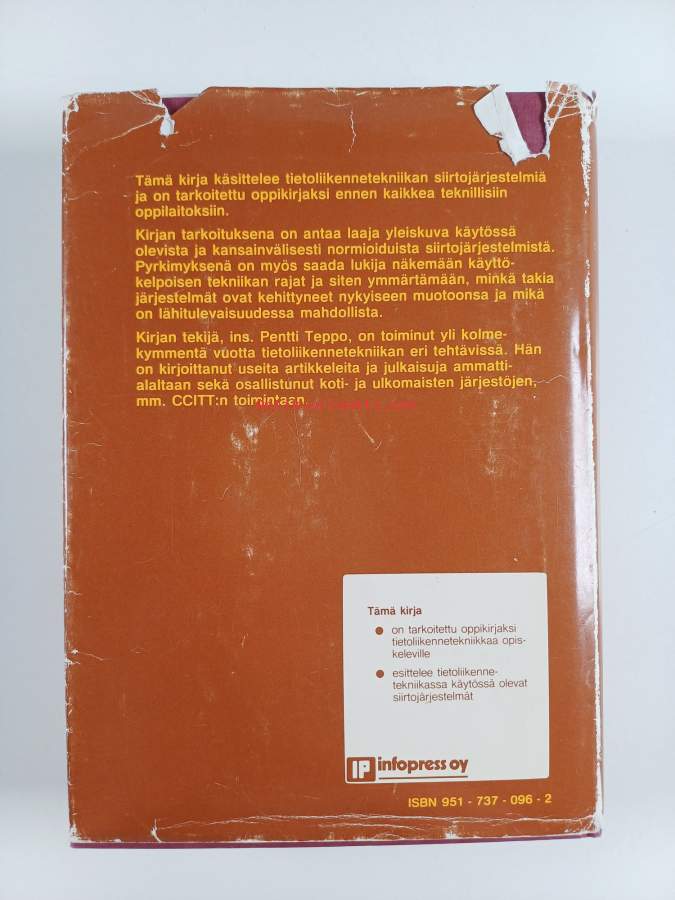 Tämä kirja käsittelee tietoliikennetekniikan siirtojärjestelmiä
ja on tarkoitettu oppikirjaksi ennen kaikkea teknillisiin
oppilaitoksiin.
Kirjan tarkoituksena on antaa laaja yleiskuva käytössä
olevista ja kansainvälisesti normioiduista siirtojärjestelmistä.
Pyrkimyksenä on myös saada lukija näkemään käyttö-
kelpoisen tekniikan rajat ja siten ymmärtämään, minkä takia
järjestelmät ovat kehittyneet nykyiseen muotoonsa ja mikä
on lähitulevaisuudessa mahdollista.
Kirjan tekijä, ins. Pentti Teppo, on toiminut yli kolme-
kymmentä vuotta tietoliikennetekniikan eri tehtävissä. Hän
on kirjoittanut useita artikkeleita ja julkaisuja ammatti-
alaltaan sekä osallistunut koti- ja ulkomaisten järjestöjen,
mm. CCITT:n toimintaan.
Tämä kirja
on tarkoitettu oppikirjaksi
tietoliikennetekniikkaa opis-
keleville
esittelee tietoliikenne-
tekniikassa käytössä olevat
siirtojärjestelmät
IP infopress oy
ISBN 951 - 737 - 096 - 2